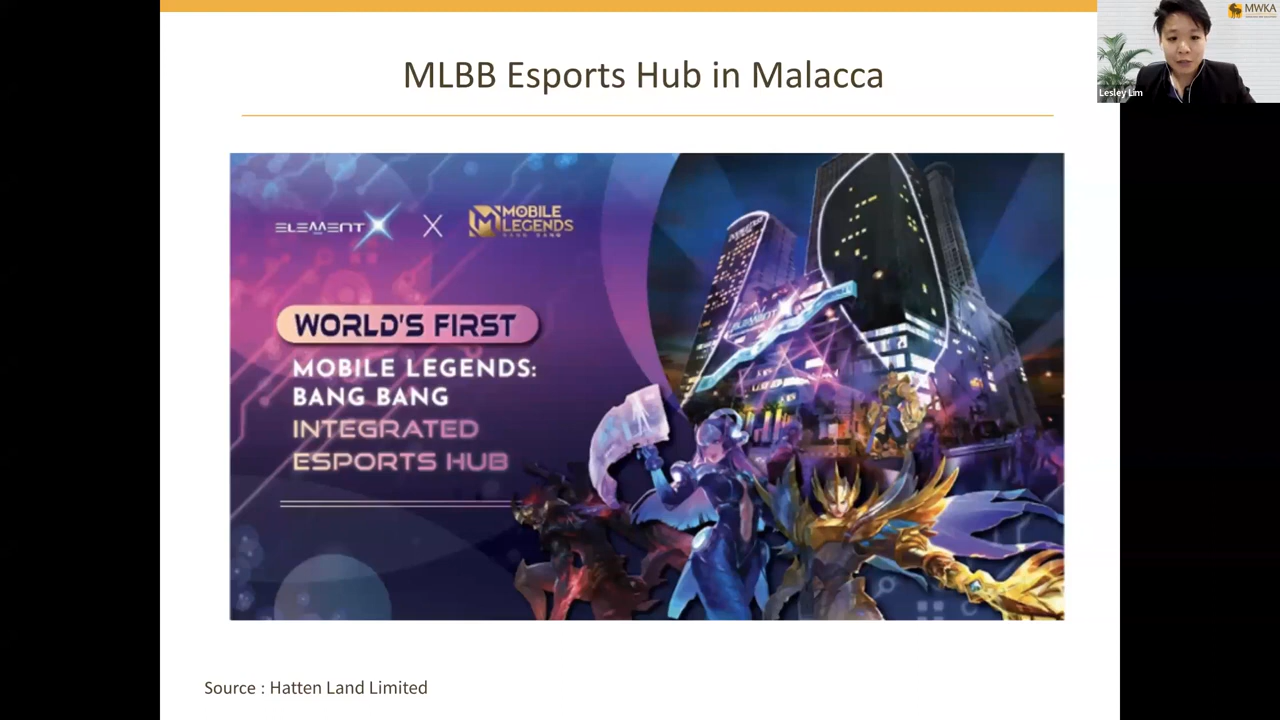 MLBB Esports Hub in Malacca
MWKA
Lesley Lim
ELEMENT X
X
MOBILE
LEGENDS
BANG BANG
WORLD'S FIRST
MOBILE LEGENDS:
BANG BANG
INTEGRATED
ESPORTS HUB
Source : Hatten Land Limited